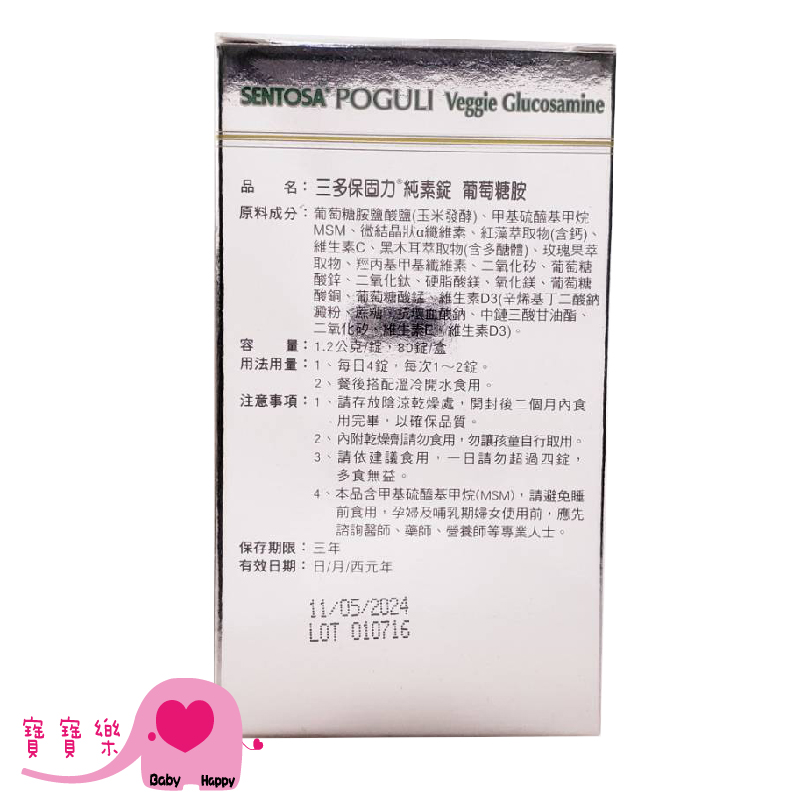 SENTOSA® POGULI Veggie Glucosamine
品 名：三多保固力®純素錠 葡萄糖胺
原料成分：葡萄糖胺鹽酸鹽(玉米發酵)、甲基硫醯基甲烷
MSM、微結晶狀α纖維素、紅藻萃取物(含鈣)、
維生素C、黑木耳萃取物(含多醣體)、玫瑰果萃
取物、羥丙基甲基纖維素、二氧化矽、葡萄糖
酸鋅、二氧化鈦、硬脂酸鎂、氧化鎂、葡萄糖
酸銅、葡萄糖酸錳、維生素D3(辛烯基丁二酸鈉
澱粉、蔗糖、抗壞血酸鈉、中鏈三酸甘油酯、
二氧化矽、維生素E、維生素D3)。
容 量：1.2公克/錠，80錠/盒
用法用量：1、每日4錠，每次1～2錠。
2、餐後搭配溫冷開水食用。
注意事項：1、請存放陰涼乾燥處，開封後二個月內食
用完畢，以確保品質。
2、內附乾燥劑請勿食用，勿讓孩童自行取用。
3、請依建議食用，一日請勿超過四錠，
多食無益。
4、本品含甲基硫醯基甲烷(MSM)，請避免睡
前食用，孕婦及哺乳期婦女使用前，應先
諮詢醫師、藥師、營養師等專業人士。
保存期限：三年
有效日期：日/月/西元年
11/05/2024
LOT 010716
寶寶樂
Baby Happy